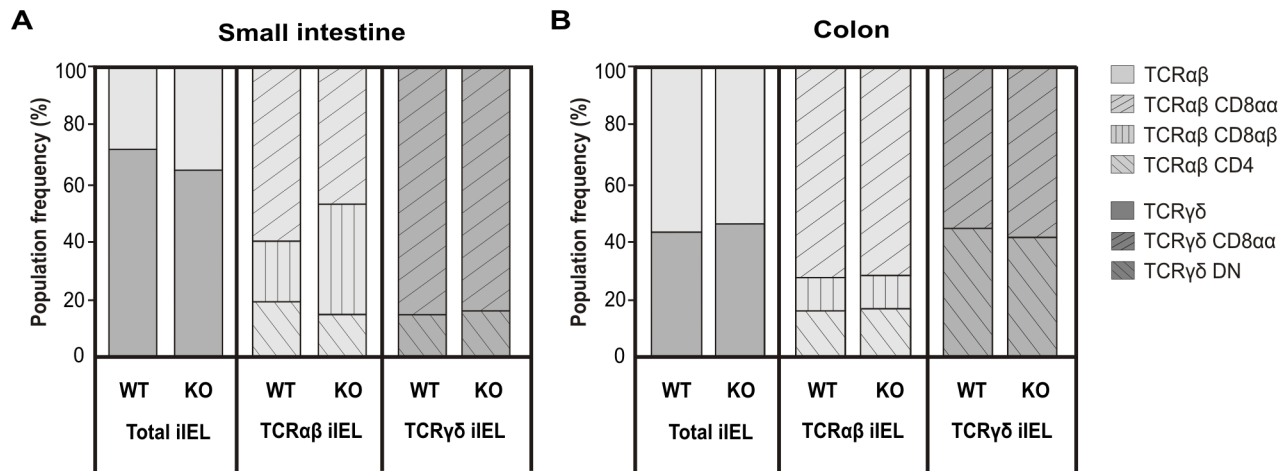 A
Small intestine
Population frequency (%)
100
80
60
40
20
0
WT KO WT KO WT KO
Total iIEL TCRαβ iIEL TCRγδ iIEL
B
Colon
Population frequency (%)
100
80
60
40
20
0
WT KO WT KO WT KO
Total iIEL TCRαβ iIEL TCRγδ iIEL
TCRαβ
TCRαβ CD8αα
TCRαβ CD8αβ
TCRαβ CD4
TCRγδ
TCRγδ CD8αα
TCRγδ DN